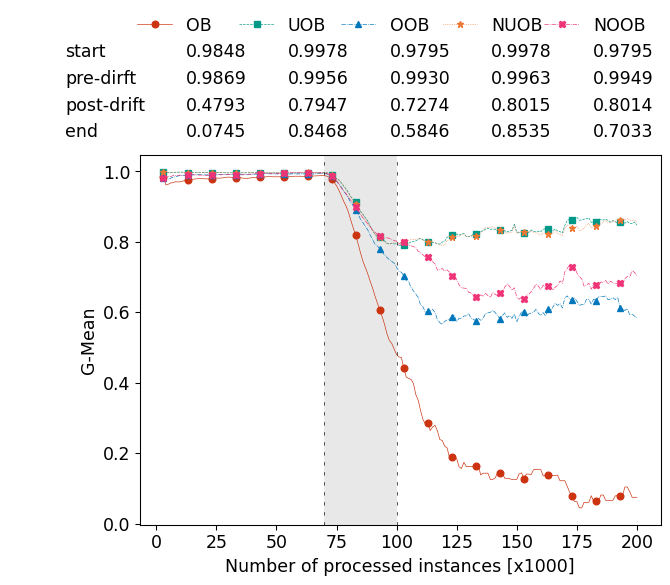 OB UOB OOB NUOB NOOB
start 0.9848 0.9978 0.9795 0.9978 0.9795
pre-dirft 0.9869 0.9956 0.9930 0.9963 0.9949
post-drift 0.4793 0.7947 0.7274 0.8015 0.8014
end 0.0745 0.8468 0.5846 0.8535 0.7033
1.0
0.8
0.6
0.4
0.2
0.0
G-Mean
0 25 50 75 100 125 150 175 200
Number of processed instances [x1000]